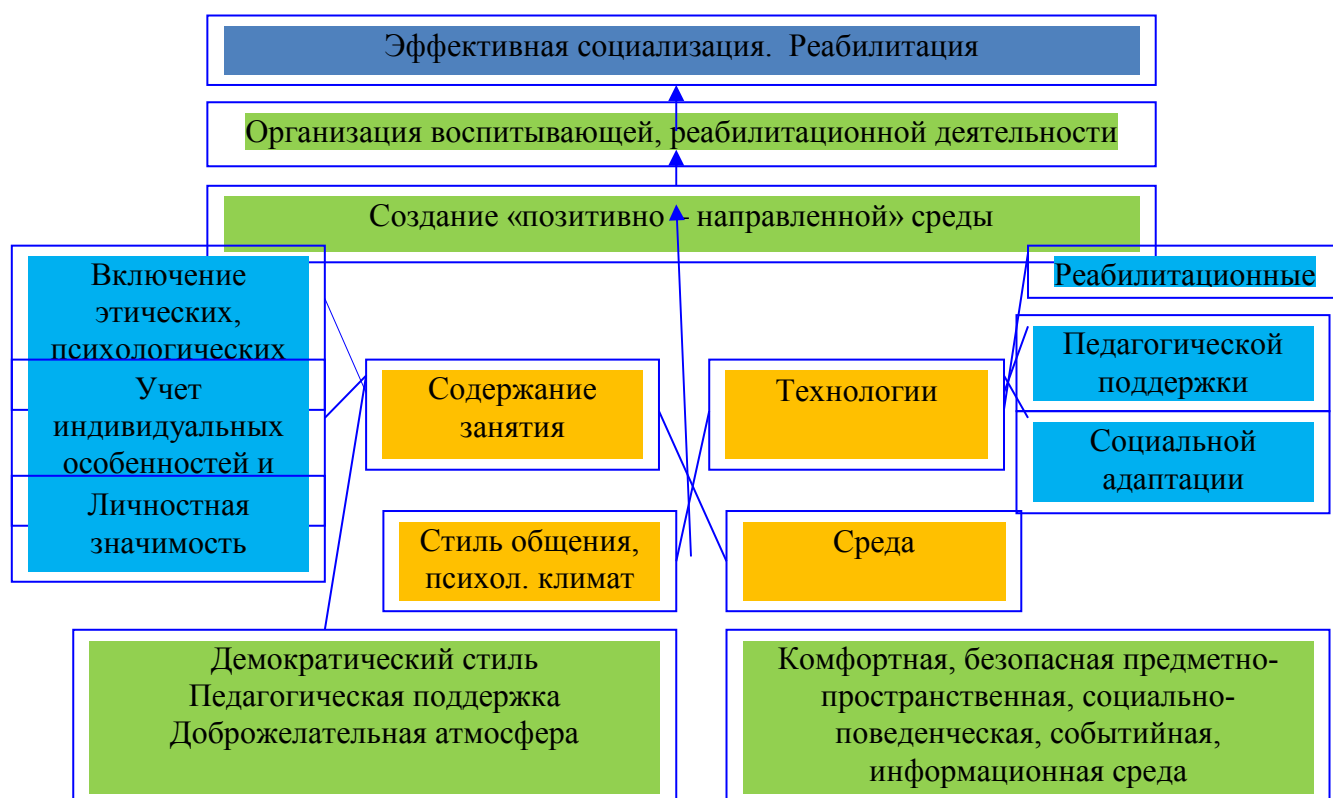 Эффективная социализация. Реабилитация
Организация воспитывающей, реабилитационной деятельности
Создание «позитивно – направленной» среды
Включение
этических,
психологических
Учет
индивидуальных
особенностей и
Личностная
значимость
Содержание
занятия
Технологии
Реабилитационные
Педагогической
поддержки
Социальной
адаптации
Стиль общения,
психол. климат
Среда
Демократический стиль
Педагогическая поддержка
Доброжелательная атмосфера
Комфортная, безопасная предметно-
пространственная, социально-
поведенческая, событийная,
информационная среда